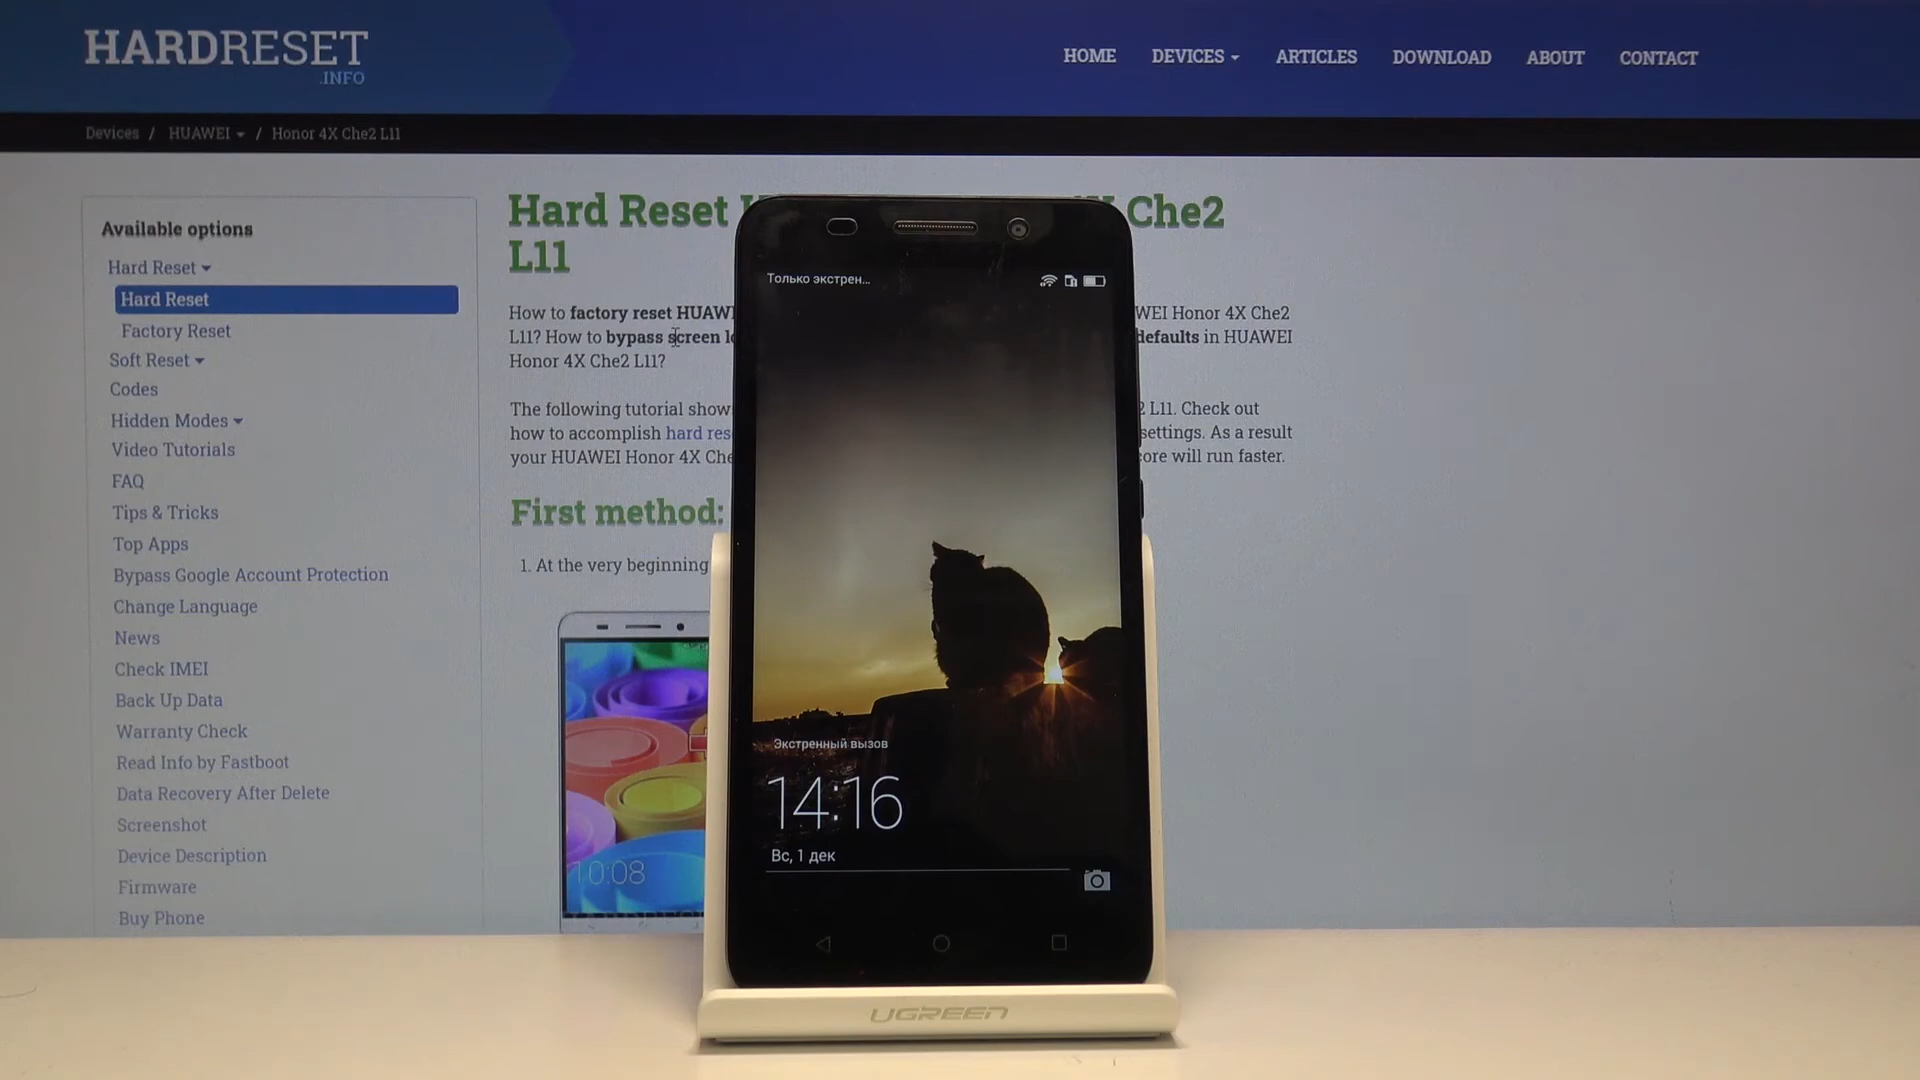 HARDRESET
.INFO
HOME DEVICES ARTICLES DOWNLOAD ABOUT CONTACT
Devices / HUAWEI / Honor 4X Che2 L11
Available options
Hard Reset
Hard Reset
Factory Reset
Soft Reset
Codes
Hidden Modes
Video Tutorials
FAQ
Tips & Tricks
Top Apps
Bypass Google Account Protection
Change Language
News
Check IMEI
Back Up Data
Warranty Check
Read Info by Fastboot
Data Recovery After Delete
Screenshot
Device Description
Firmware
Buy Phone
Hard Reset Che2
L11
How to factory reset HUAWEI Honor 4X Che2
L11? How to bypass screen defaults in HUAWEI
Honor 4X Che2 L11?
The following tutorial show L11. Check out
how to accomplish hard res settings. As a result
your HUAWEI Honor 4X Che core will run faster.
First method:
1. At the very beginning
10:08
Только экстрен...
Экстренный вызов
14:16
Вс, 1 дек
UGREEN